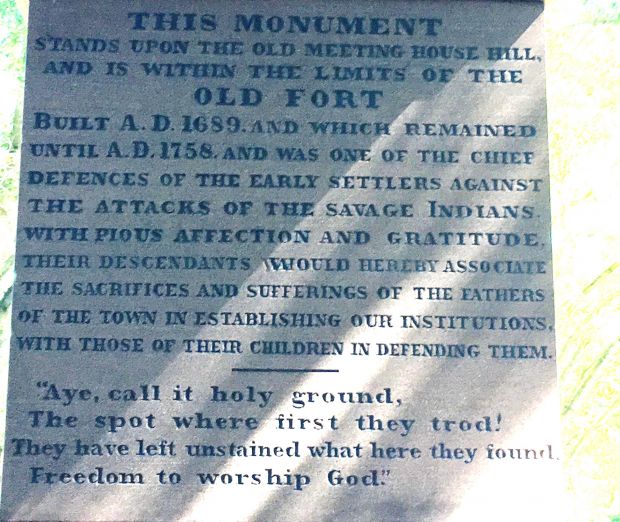 THIS MONUMENT
STANDS UPON THE OLD MEETING HOUSE HILL,
AND IS WITHIN THE LIMITS OF THE
OLD FORT
BUILT A.D. 1689. AND WHICH REMAINED
UNTIL A.D. 1758. AND WAS ONE OF THE CHIEF
DEFENCES OF THE EARLY SETTLERS AGAINST
THE ATTACKS OF THE SAVAGE INDIANS.
WITH PIOUS AFFECTION AND GRATITUDE,
THEIR DESCENDANTS WOULD HEREBY ASSOCIATE
THE SACRIFICES AND SUFFERINGS OF THE FATHERS
OF THE TOWN IN ESTABLISHING OUR INSTITUTIONS,
WITH THOSE OF THEIR CHILDREN IN DEFENDING THEM.
"Aye, call it holy ground,
The spot where first they trod!
They have left unstained what here they found,
Freedom to worship God."